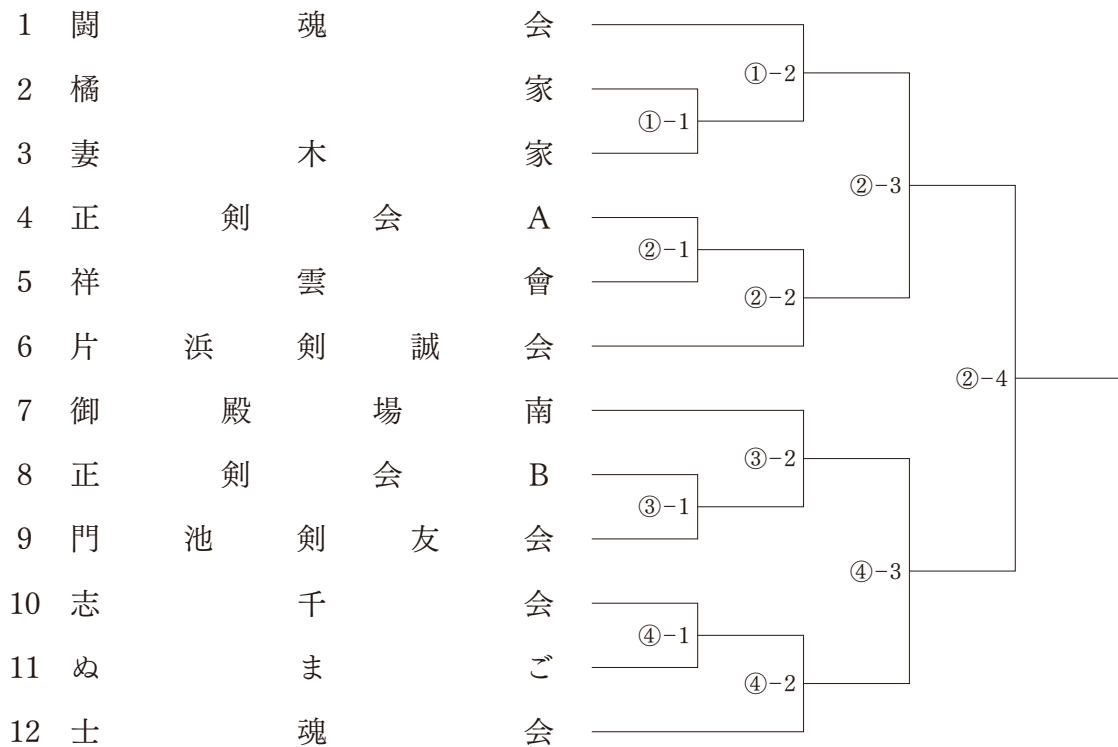 1 闘魂会
①-2
2 橘家
①-1
3 妻木家
②-3
4 正剣会A
②-1
5 祥雲會
②-2
6 片浜剣誠会
②-4
7 御殿場南
③-2
8 正剣会B
③-1
9 門池剣友会
④-3
10 志千会
④-1
11 ぬまご
④-2
12 士魂会